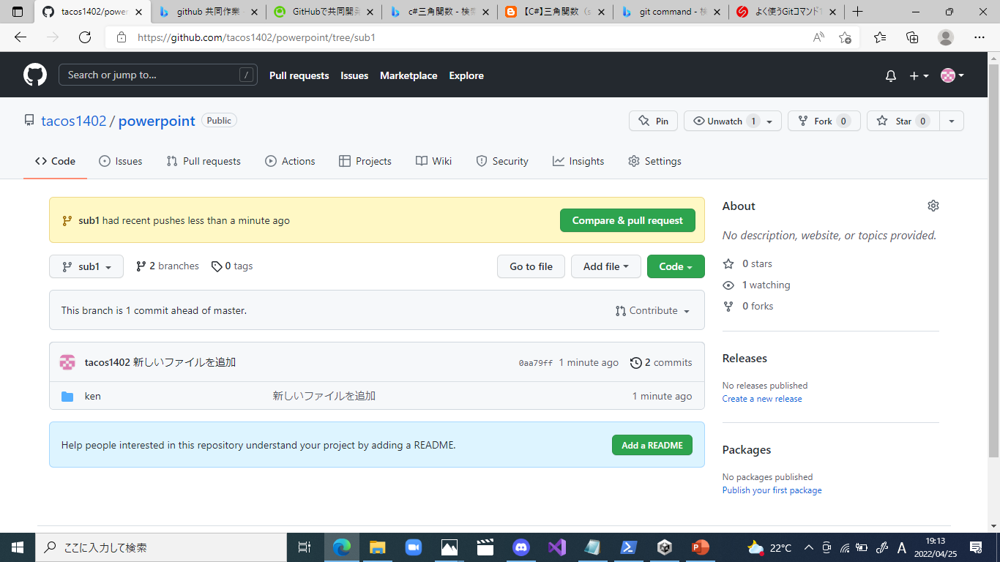 tacos1402/power
github 共同作業 -
GitHubで共同開発
c#三角関数 - 検索
【C#】三角関数（s
git command - 検
よく使うGitコマンド1
https://github.com/tacos1402/powerpoint/tree/sub1
Search or jump to...
/
Pull requests
Issues
Marketplace
Explore
tacos1402 / powerpoint
Public
Pin
Unwatch 1
Fork 0
Star 0
Code
Issues
Pull requests
Actions
Projects
Wiki
Security
Insights
Settings
sub1 had recent pushes less than a minute ago
Compare & pull request
sub1
2 branches
0 tags
Go to file
Add file
Code
This branch is 1 commit ahead of master.
Contribute
tacos1402 新しいファイルを追加
0aa79ff 1 minute ago
2 commits
ken
新しいファイルを追加
1 minute ago
Help people interested in this repository understand your project by adding a README.
Add a README
About
No description, website, or topics provided.
0 stars
1 watching
0 forks
Releases
No releases published
Create a new release
Packages
No packages published
Publish your first package
ここに入力して検索
22°C
A
19:13
2022/04/25